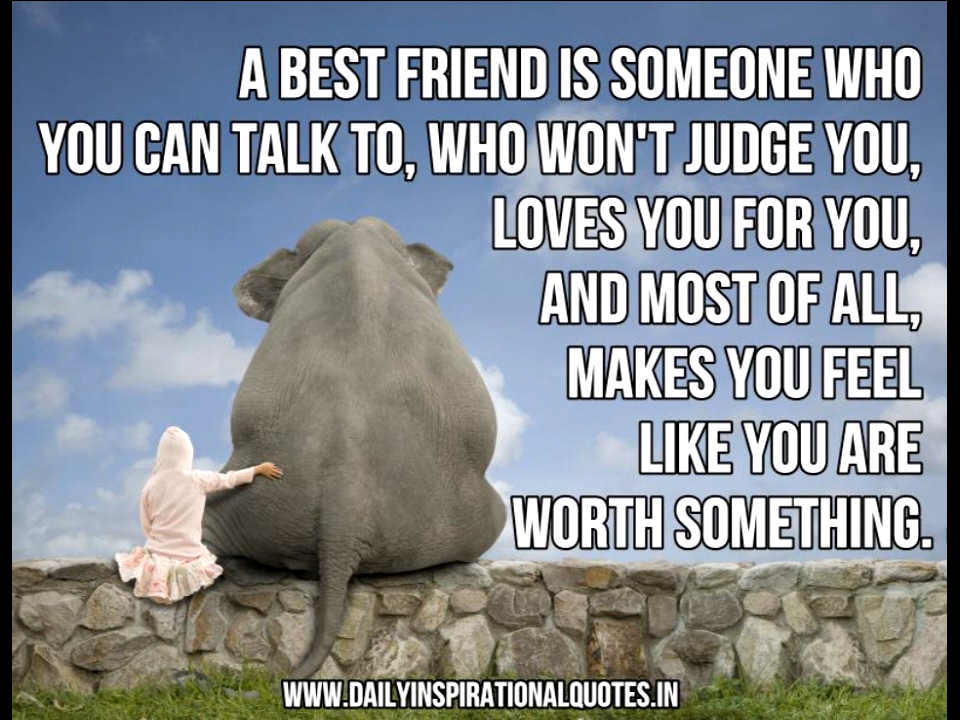 A BEST FRIEND IS SOMEONE WHO
YOU CAN TALK TO, WHO WON'T JUDGE YOU,
LOVES YOU FOR YOU,
AND MOST OF ALL,
MAKES YOU FEEL
LIKE YOU ARE
WORTH SOMETHING.
WWW.DAILYINSPIRATIONALQUOTES.IN